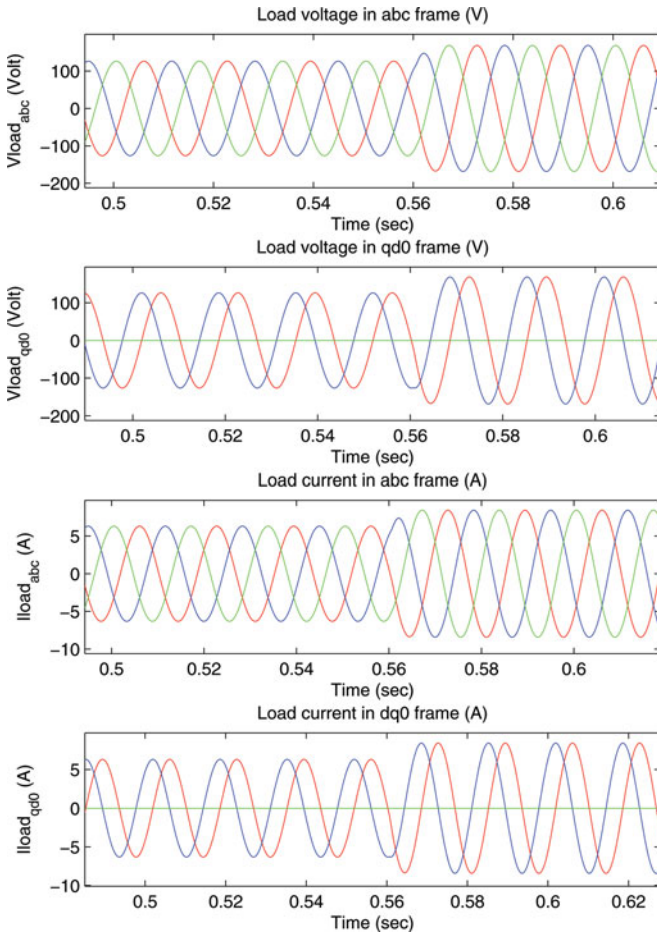 Load voltage in abc frame (V)
Vload_abc (Volt)
100
0
−100
−200
0.5 0.52 0.54 0.56 0.58 0.6
Time (sec)
Load voltage in qd0 frame (V)
Vload_qd0 (Volt)
100
0
−100
−200
0.5 0.52 0.54 0.56 0.58 0.6
Time (sec)
Load current in abc frame (A)
Iload_abc (A)
5
0
−5
−10
0.5 0.52 0.54 0.56 0.58 0.6
Time (sec)
Load current in dq0 frame (A)
Iload_qd0 (A)
5
0
−5
−10
0.5 0.52 0.54 0.56 0.58 0.6 0.62
Time (sec)